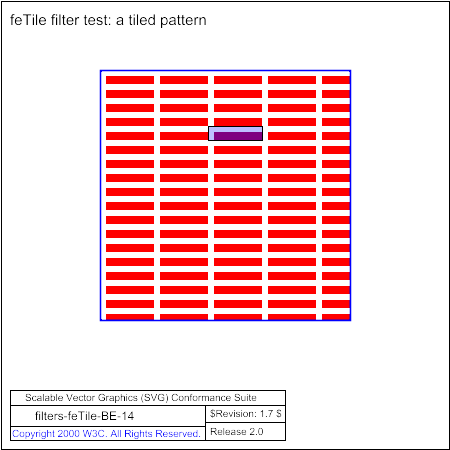 feTile filter test: a tiled pattern
Scalable Vector Graphics (SVG) Conformance Suite
filters-feTile-BE-14
$Revision: 1.7 $
Copyright 2000 W3C. All Rights Reserved.
Release 2.0